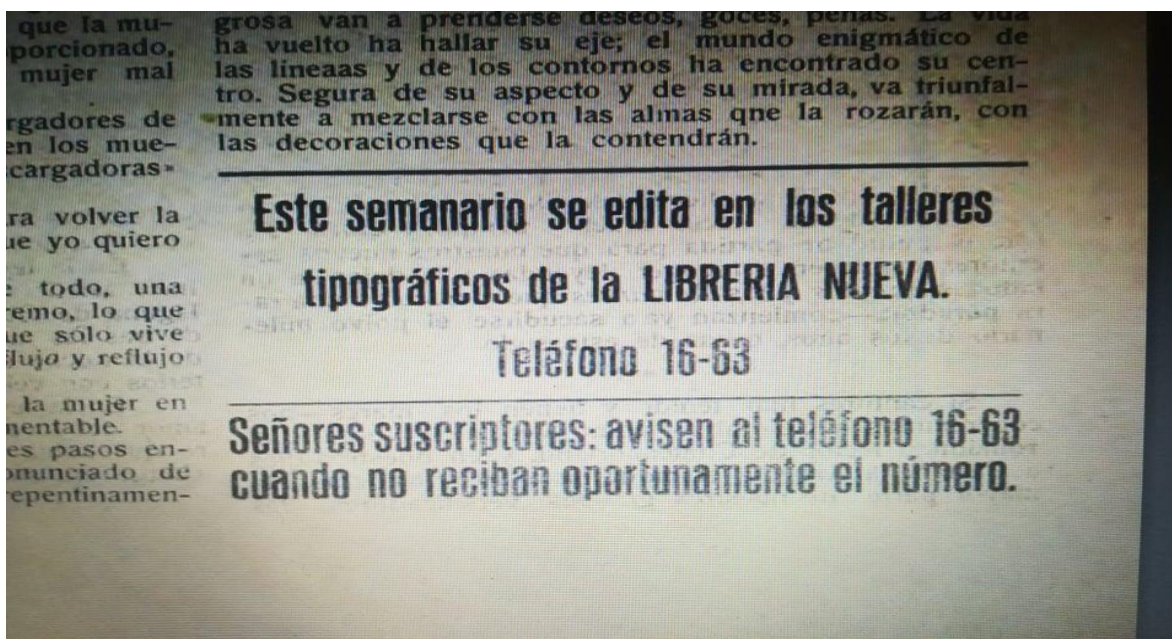 que la mu-
porcionado,
mujer mal
rgadores de
en los mue-
cargadoras»
ra volver la
ue yo quiero
todo, una
remo, lo que
ue sólo vive
fluja y reflujo
la mujer en
mentable.
es pasos en-
onunciado de
repentinamen-
grosa van a prenderse deseos, goces, penas. La vida
ha vuelto ha hallar su eje; el mundo enigmático de
las líneaas y de los contornos ha encontrado su cen-
tro. Segura de su aspecto y de su mirada, va triunfal-
mente a mezclarse con las almas qne la rozarán, con
las decoraciones que la contendrán.
Este semanario se edita en los talleres
tipográficos de la LIBRERIA NUEVA.
Teléfono 16-63
Señores suscriptores: avisen al teléfono 16-63
cuando no reciban oportunamente el número.